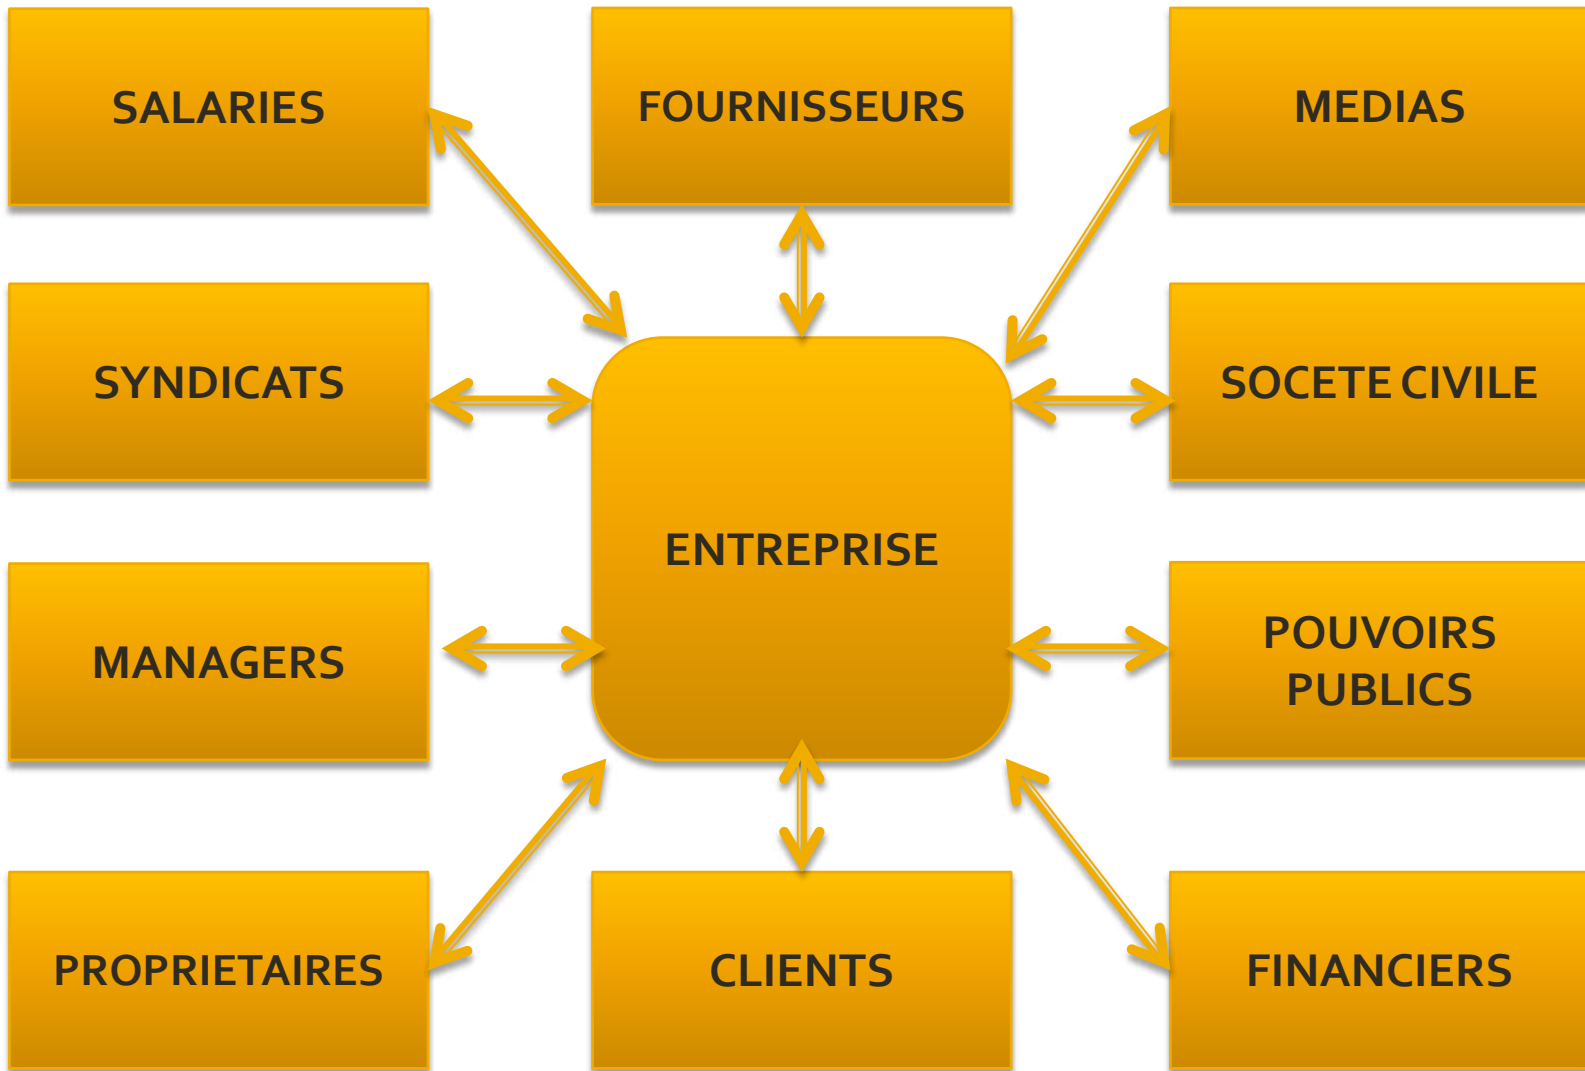 SALARIES
FOURNISSEURS
MEDIAS
SYNDICATS
SOCETE CIVILE
ENTREPRISE
MANAGERS
POUVOIRS
PUBLICS
PROPRIETAIRES
CLIENTS
FINANCIERS